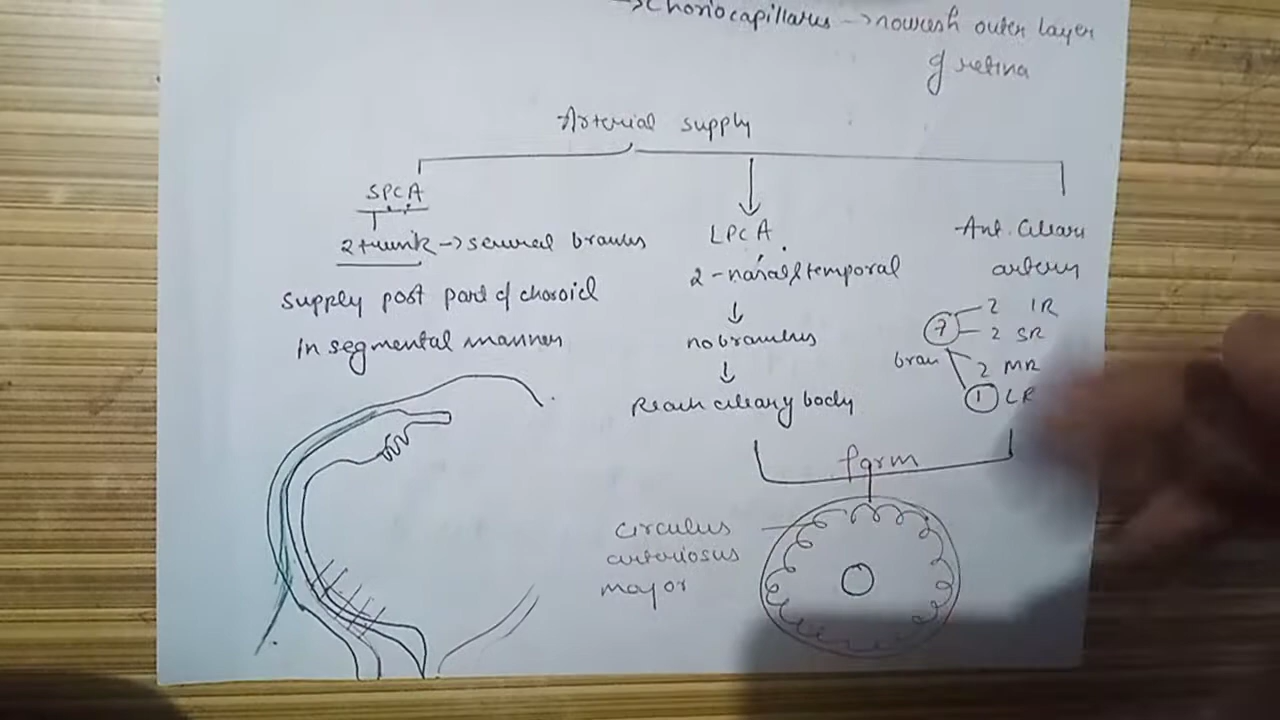 → Choriocapillaris → nourish outer layer
of retina
Arterial supply
SPCA
2 trunk → several branches
supply post part of choroid
in segmental manner
LPCA
2 - nasal & temporal
↓
no branches
↓
Reach ciliary body
Ant. Ciliary
artery
7
bran
2 IR
2 SR
2 MR
1 LR
form
circulus
arteriosus
major